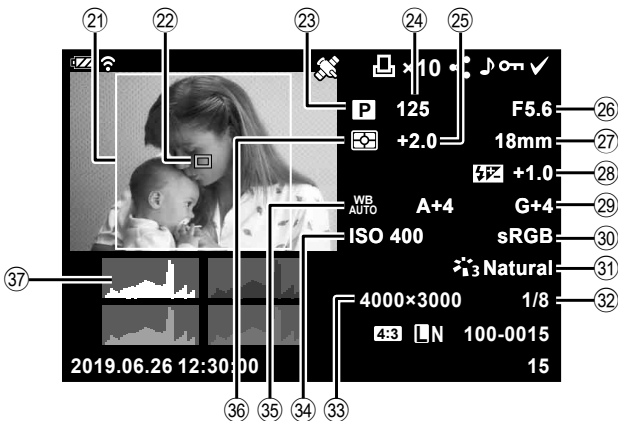 21 22 23 24 25
×10
P 125 F5.6 26
+2.0 18mm 27
+1.0 28
WB AUTO A+4 G+4 29
ISO 400 sRGB 30
3 Natural 31
37
4000×3000 1/8 32
4:3 L N 100-0015
2019.06.26 12:30:00 15
36 35 34 33